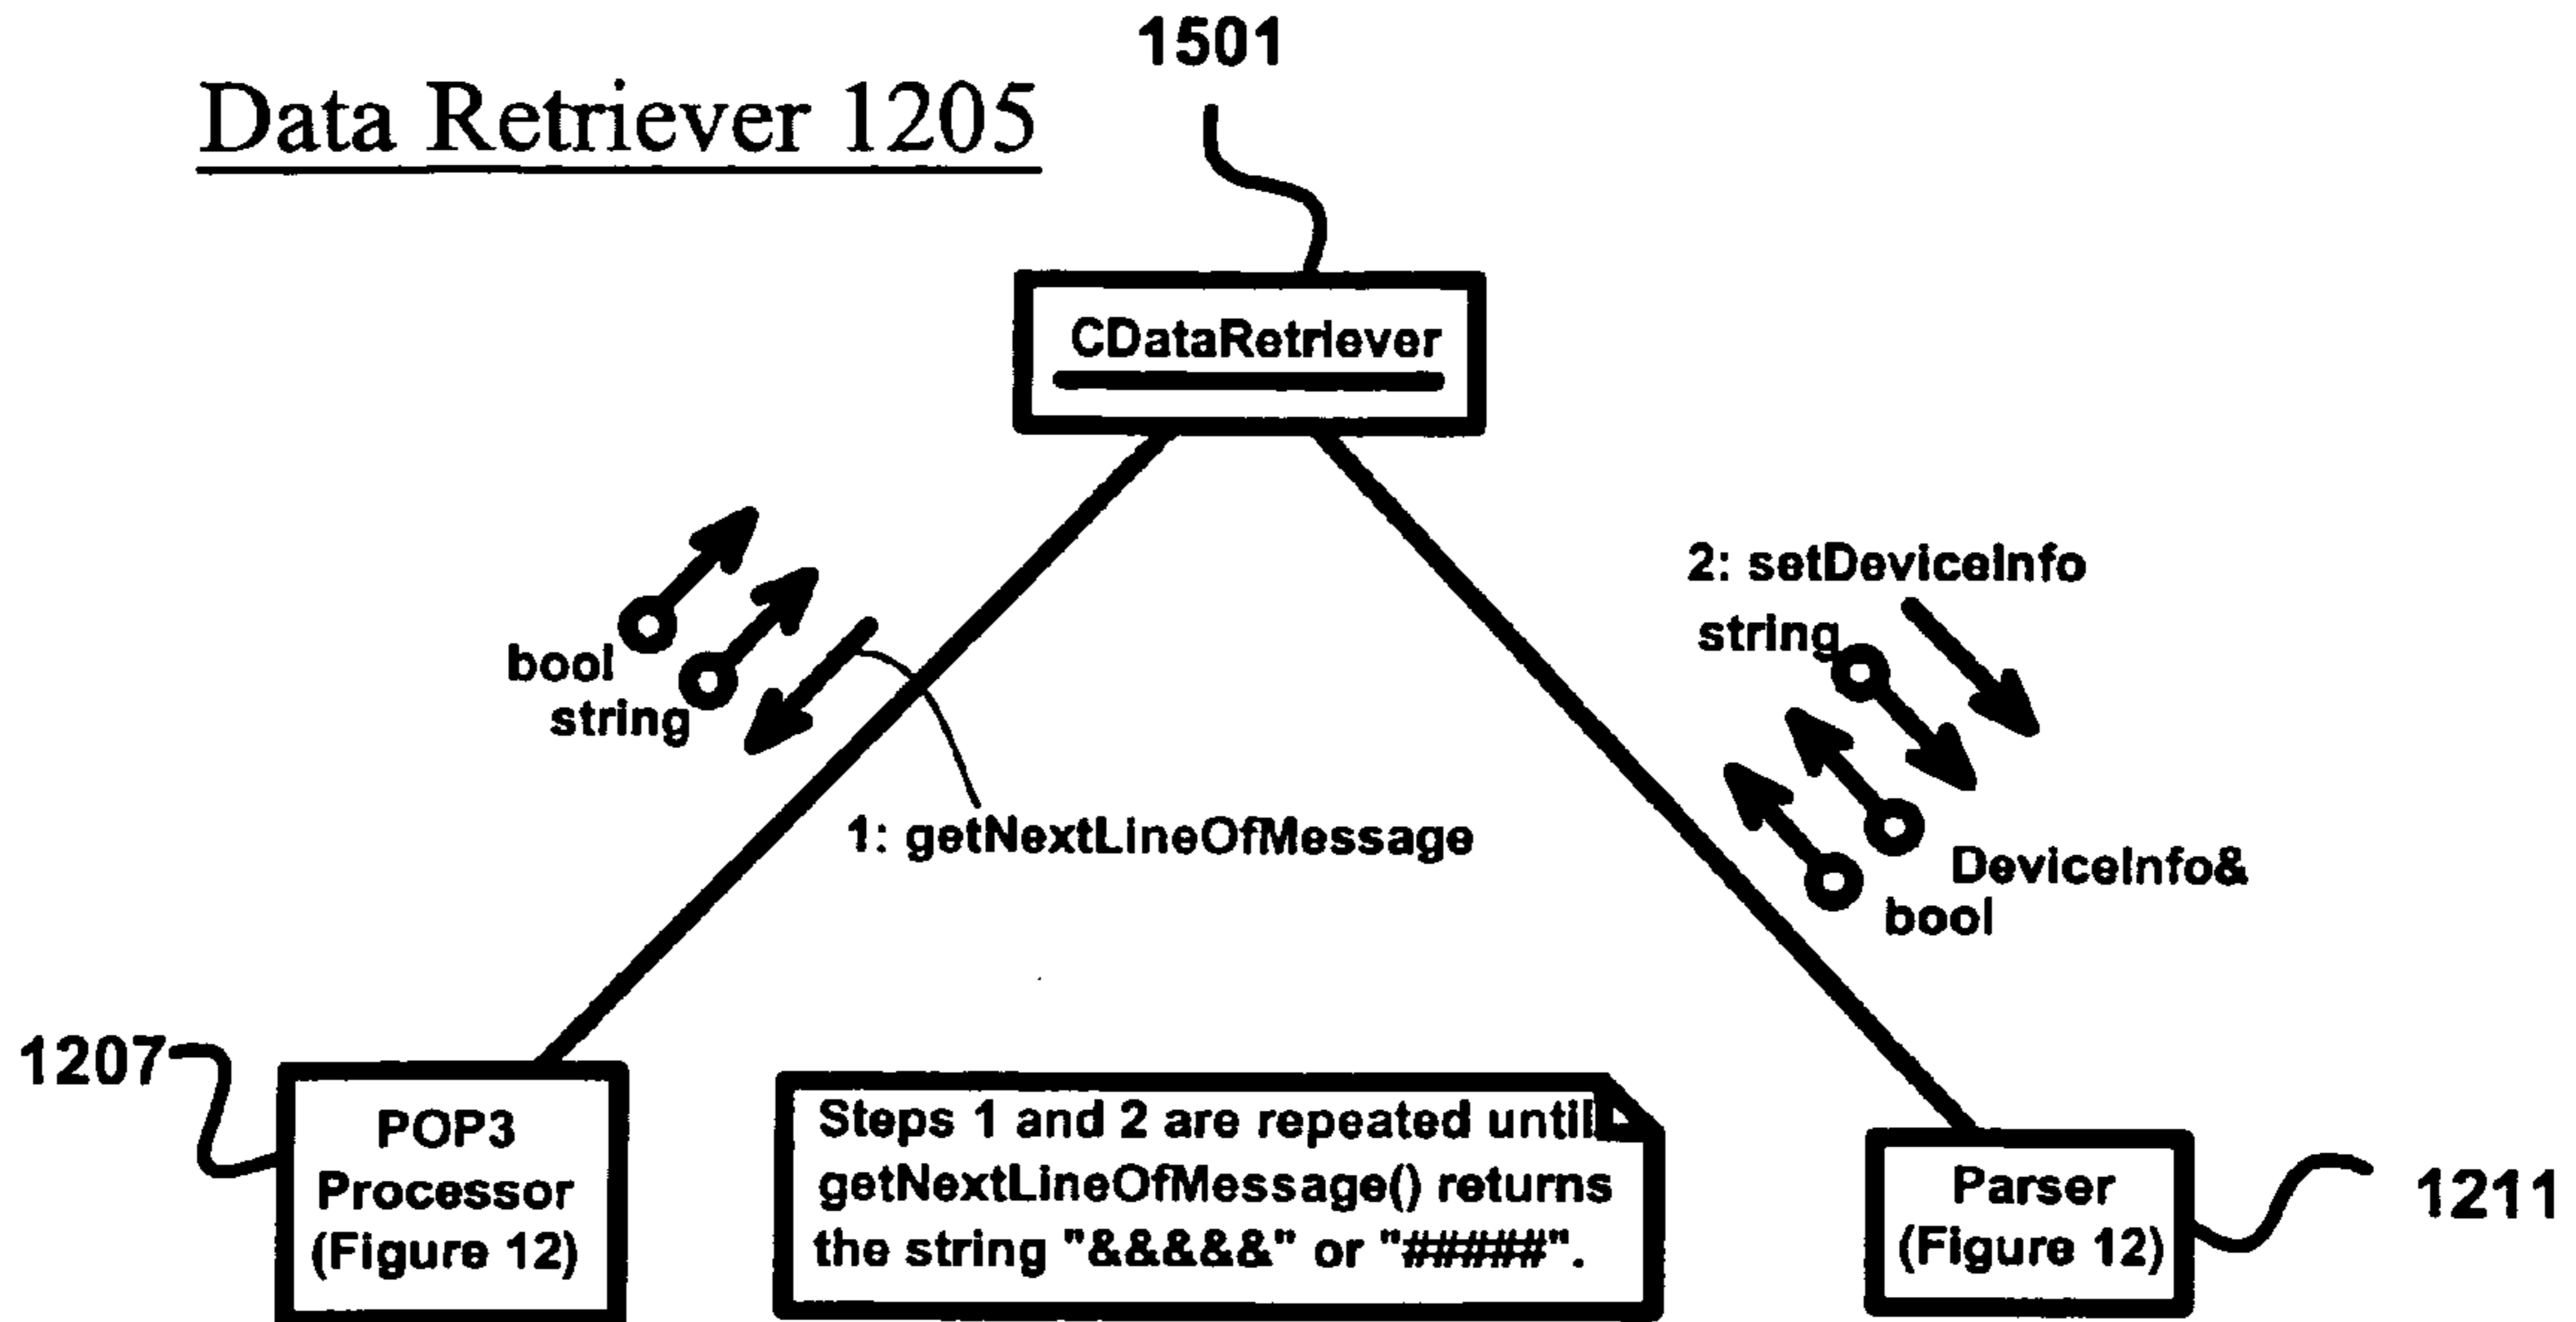 1501
Data Retriever 1205
CDataRetriever
2: setDeviceInfo
string
bool
string
1: getNextLineOfMessage
DeviceInfo&
bool
1207
POP3
Processor
(Figure 12)
Steps 1 and 2 are repeated until
getNextLineOfMessage() returns
the string "&&&&&" or "#####".
Parser
(Figure 12)
1211